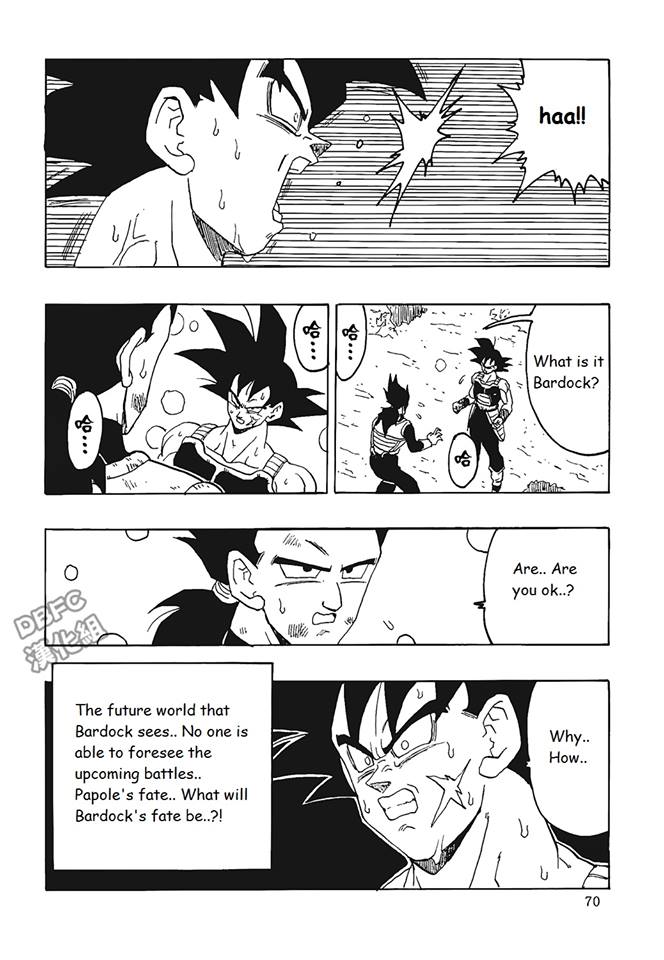 haa!!
What is it
Bardock?
哈…
哈
哈…
哈…
Are.. Are
you ok..?
DBFC
漢化組
Why..
How..
The future world that
Bardock sees.. No one is
able to foresee the
upcoming battles..
Papole's fate.. What will
Bardock's fate be..?!
70